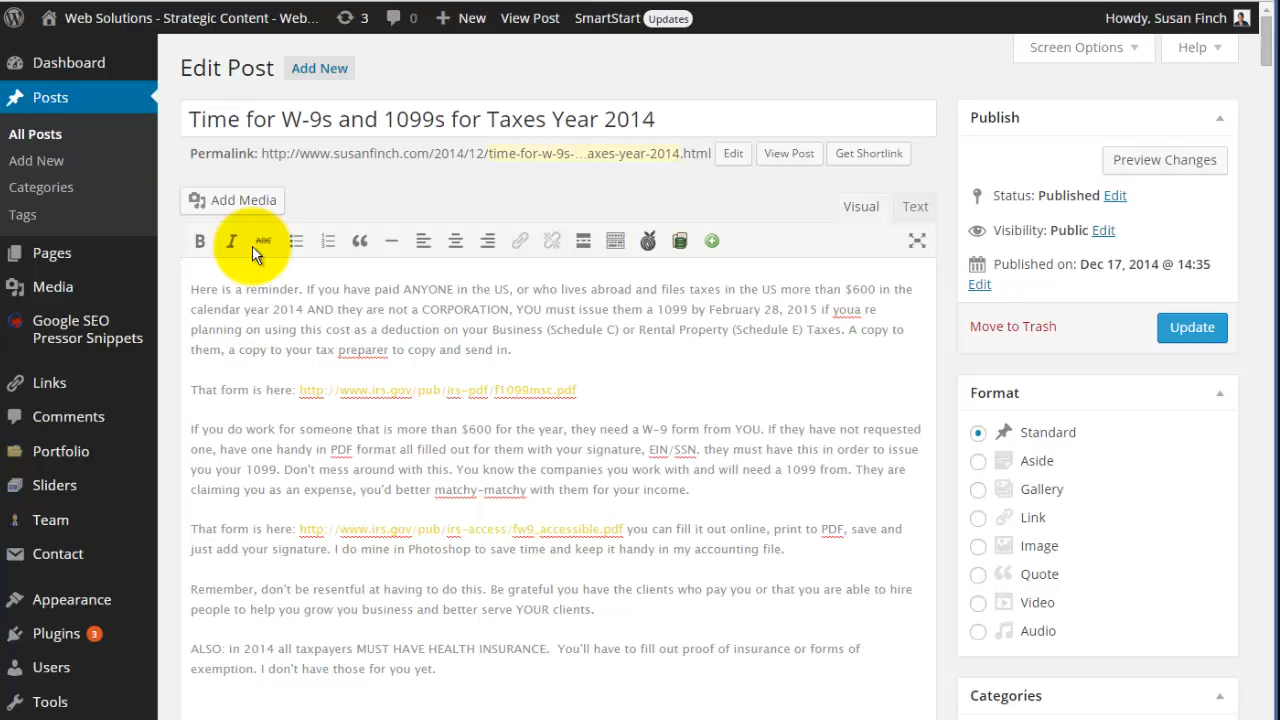 Web Solutions - Strategic Content - Web... 3 0 New View Post SmartStart Updates Howdy, Susan Finch
Screen Options Help
Dashboard
Posts
All Posts
Add New
Categories
Tags
Pages
Media
Google SEO
Pressor Snippets
Links
Comments
Portfolio
Sliders
Team
Contact
Appearance
Plugins 3
Users
Tools
Edit Post Add New
Time for W-9s and 1099s for Taxes Year 2014
Permalink: http://www.susanfinch.com/2014/12/time-for-w-9s-...axes-year-2014.html Edit View Post Get Shortlink
Add Media
Visual Text
B I ABC
Here is a reminder. If you have paid ANYONE in the US, or who lives abroad and files taxes in the US more than $600 in the
calendar year 2014 AND they are not a CORPORATION, YOU must issue them a 1099 by February 28, 2015 if youa re
planning on using this cost as a deduction on your Business (Schedule C) or Rental Property (Schedule E) Taxes. A copy to
them, a copy to your tax preparer to copy and send in.
That form is here: http://www.irs.gov/pub/irs-pdf/f1099msc.pdf
If you do work for someone that is more than $600 for the year, they need a W-9 form from YOU. If they have not requested
one, have one handy in PDF format all filled out for them with your signature, EIN/SSN. they must have this in order to issue
you your 1099. Don't mess around with this. You know the companies you work with and will need a 1099 from. They are
claiming you as an expense, you'd better matchy-matchy with them for your income.
That form is here: http://www.irs.gov/pub/irs-access/fw9_accessible.pdf you can fill it out online, print to PDF, save and
just add your signature. I do mine in Photoshop to save time and keep it handy in my accounting file.
Remember, don't be resentful at having to do this. Be grateful you have the clients who pay you or that you are able to hire
people to help you grow you business and better serve YOUR clients.
ALSO: in 2014 all taxpayers MUST HAVE HEALTH INSURANCE. You'll have to fill out proof of insurance or forms of
exemption. I don't have those for you yet.
Publish
Preview Changes
Status: Published Edit
Visibility: Public Edit
Published on: Dec 17, 2014 @ 14:35
Edit
Move to Trash Update
Format
Standard
Aside
Gallery
Link
Image
Quote
Video
Audio
Categories